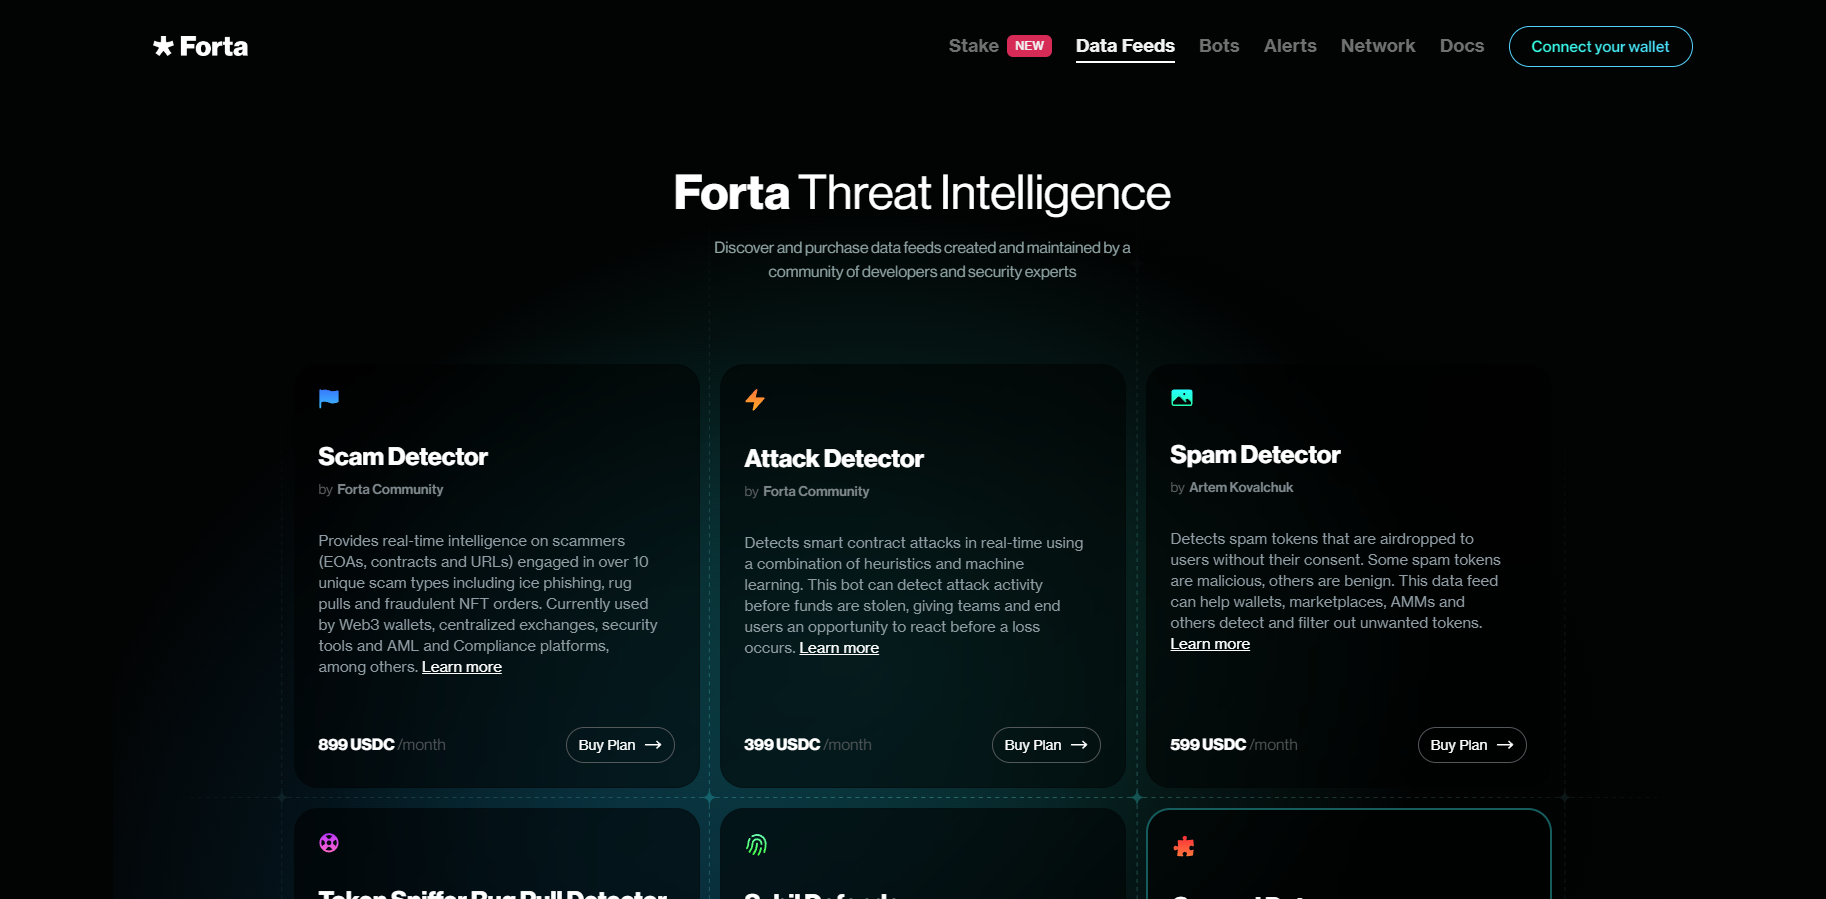 Forta
Stake NEW Data Feeds Bots Alerts Network Docs Connect your wallet
Forta Threat Intelligence
Discover and purchase data feeds created and maintained by a
community of developers and security experts
Scam Detector
by Forta Community
Provides real-time intelligence on scammers
(EOAs, contracts and URLs) engaged in over 10
unique scam types including ice phishing, rug
pulls and fraudulent NFT orders. Currently used
by Web3 wallets, centralized exchanges, security
tools and AML and Compliance platforms,
among others. Learn more
899 USDC /month Buy Plan
Attack Detector
by Forta Community
Detects smart contract attacks in real-time using
a combination of heuristics and machine
learning. This bot can detect attack activity
before funds are stolen, giving teams and end
users an opportunity to react before a loss
occurs. Learn more
399 USDC /month Buy Plan
Spam Detector
by Artem Kovalchuk
Detects spam tokens that are airdropped to
users without their consent. Some spam tokens
are malicious, others are benign. This data feed
can help wallets, marketplaces, AMMs and
others detect and filter out unwanted tokens.
Learn more
599 USDC /month Buy Plan
Token Sniffer Rug Pull Detector